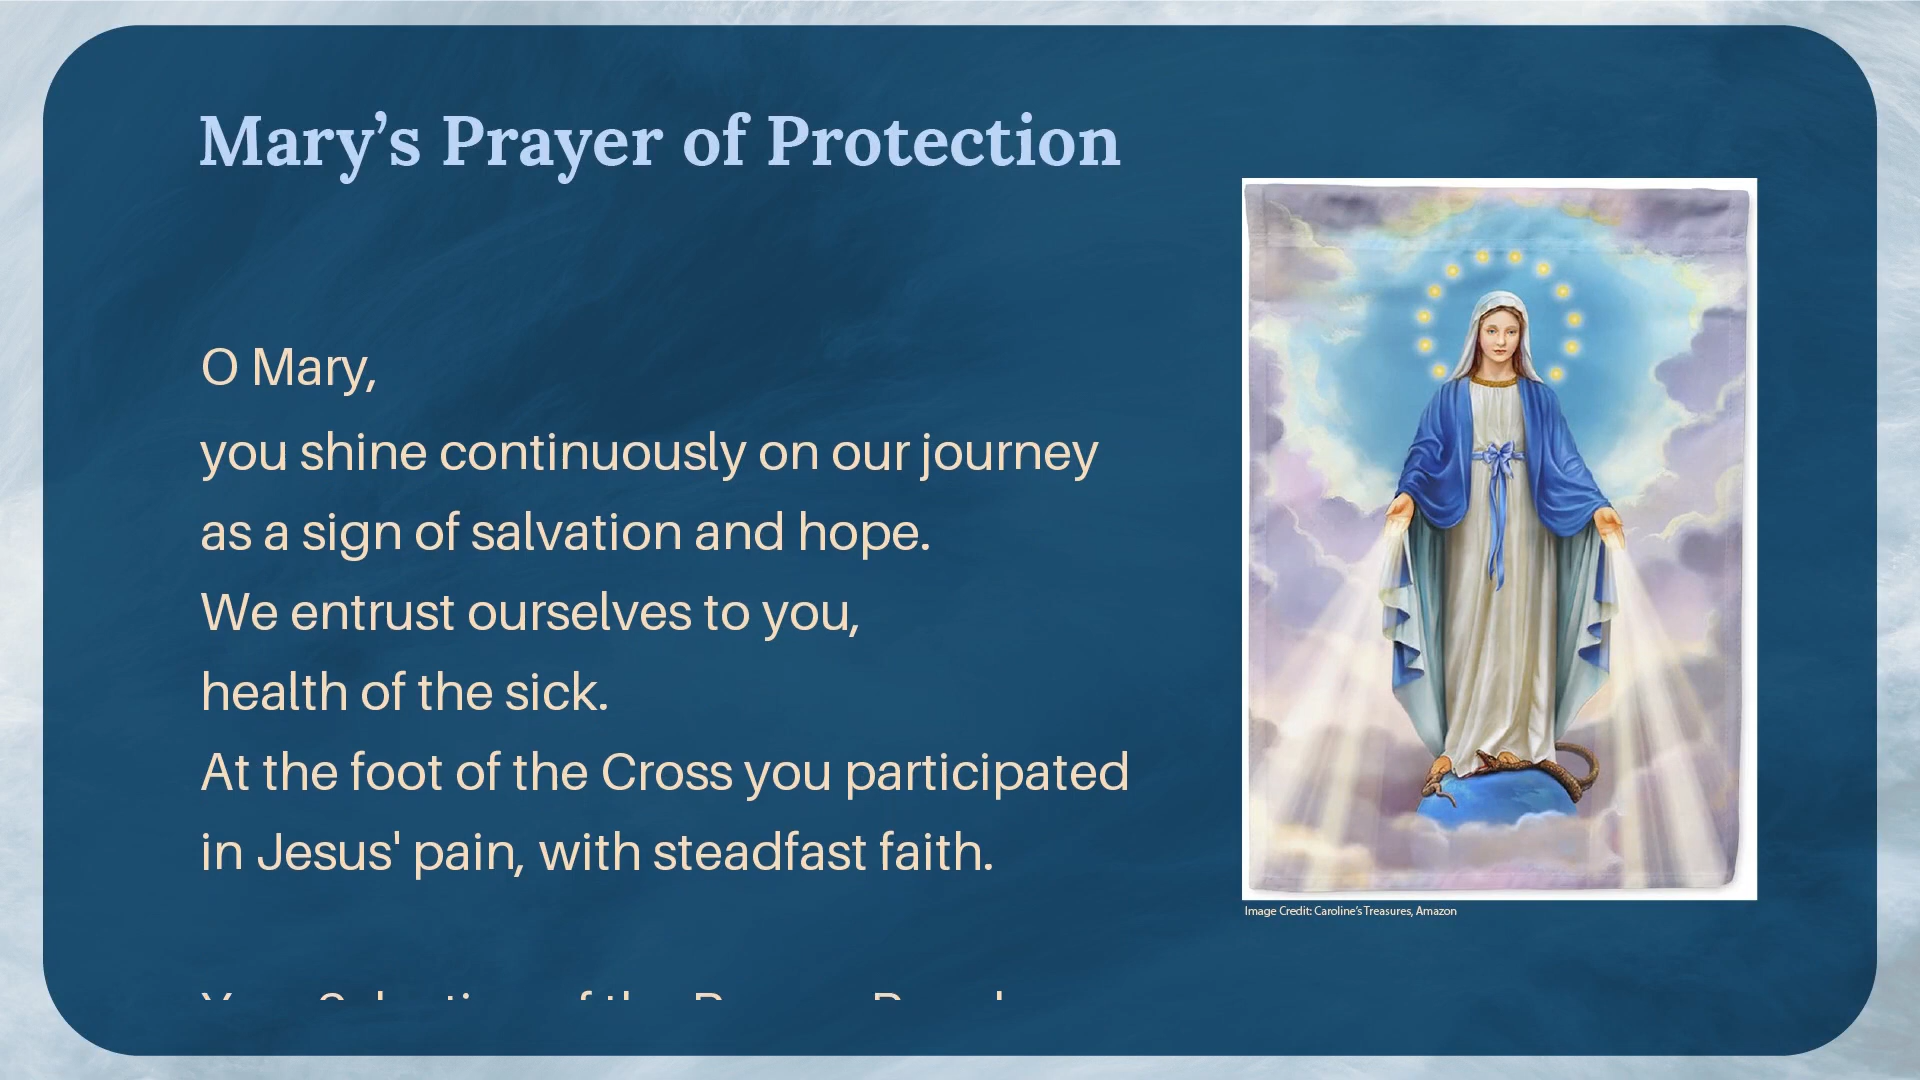 Mary’s Prayer of Protection
O Mary,
you shine continuously on our journey
as a sign of salvation and hope.
We entrust ourselves to you,
health of the sick.
At the foot of the Cross you participated
in Jesus' pain, with steadfast faith.
Image Credit: Caroline's Treasures, Amazon